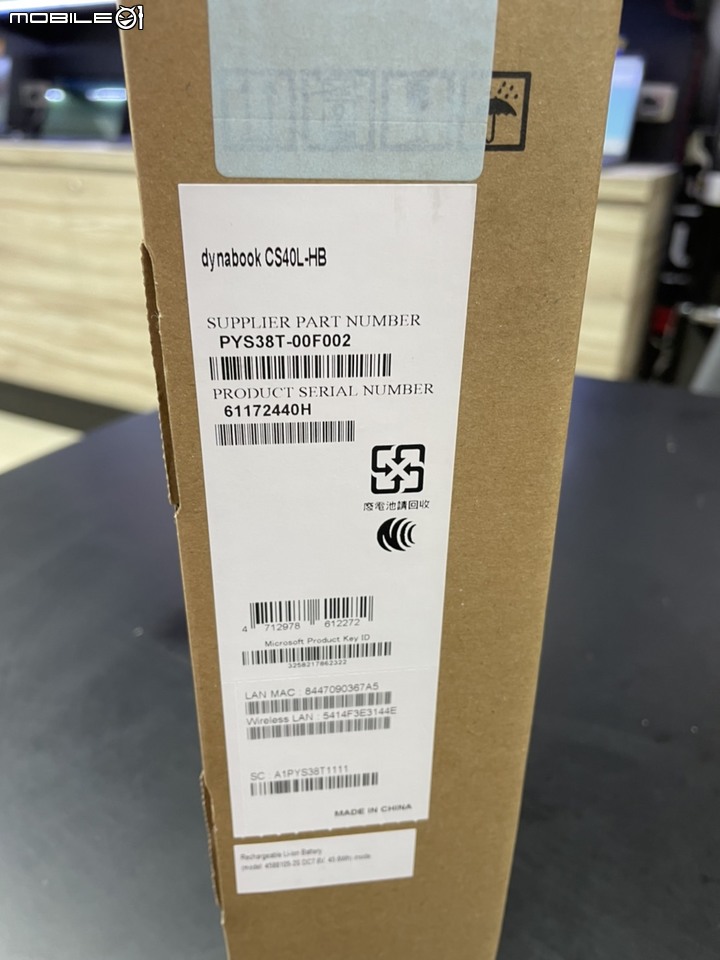 MOBILE01
dynabook CS40L-HB
SUPPLIER PART NUMBER
PYS38T-00F002
PRODUCT SERIAL NUMBER
61172440H
廢電池請回收
4 712978 612272
Microsoft Product Key ID
3258217862322
LAN MAC : 8447090367A5
Wireless LAN : 5414F3E3144E
SC : A1PYS38T1111
MADE IN CHINA
Rechargeable Li-ion Battery
(model: